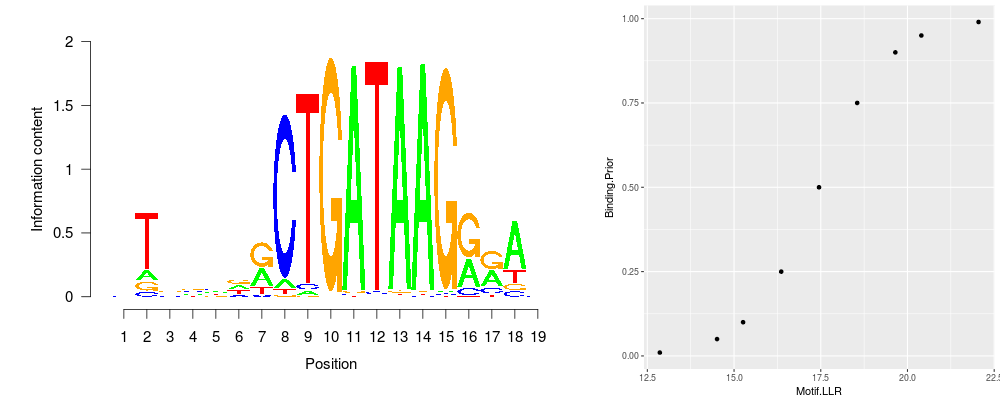 2
1.5
1
0.5
0
Information content
T
A
G
C
G
A
C
T
G
A
T
A
A
G
G
A
G
A
A
T
G
C
1 2 3 4 5 6 7 8 9 10 11 12 13 14 15 16 17 18 19
Position
1.00
0.75
0.50
0.25
0.00
Binding.Prior
12.5 15.0 17.5 20.0 22.5
Motif.LLR